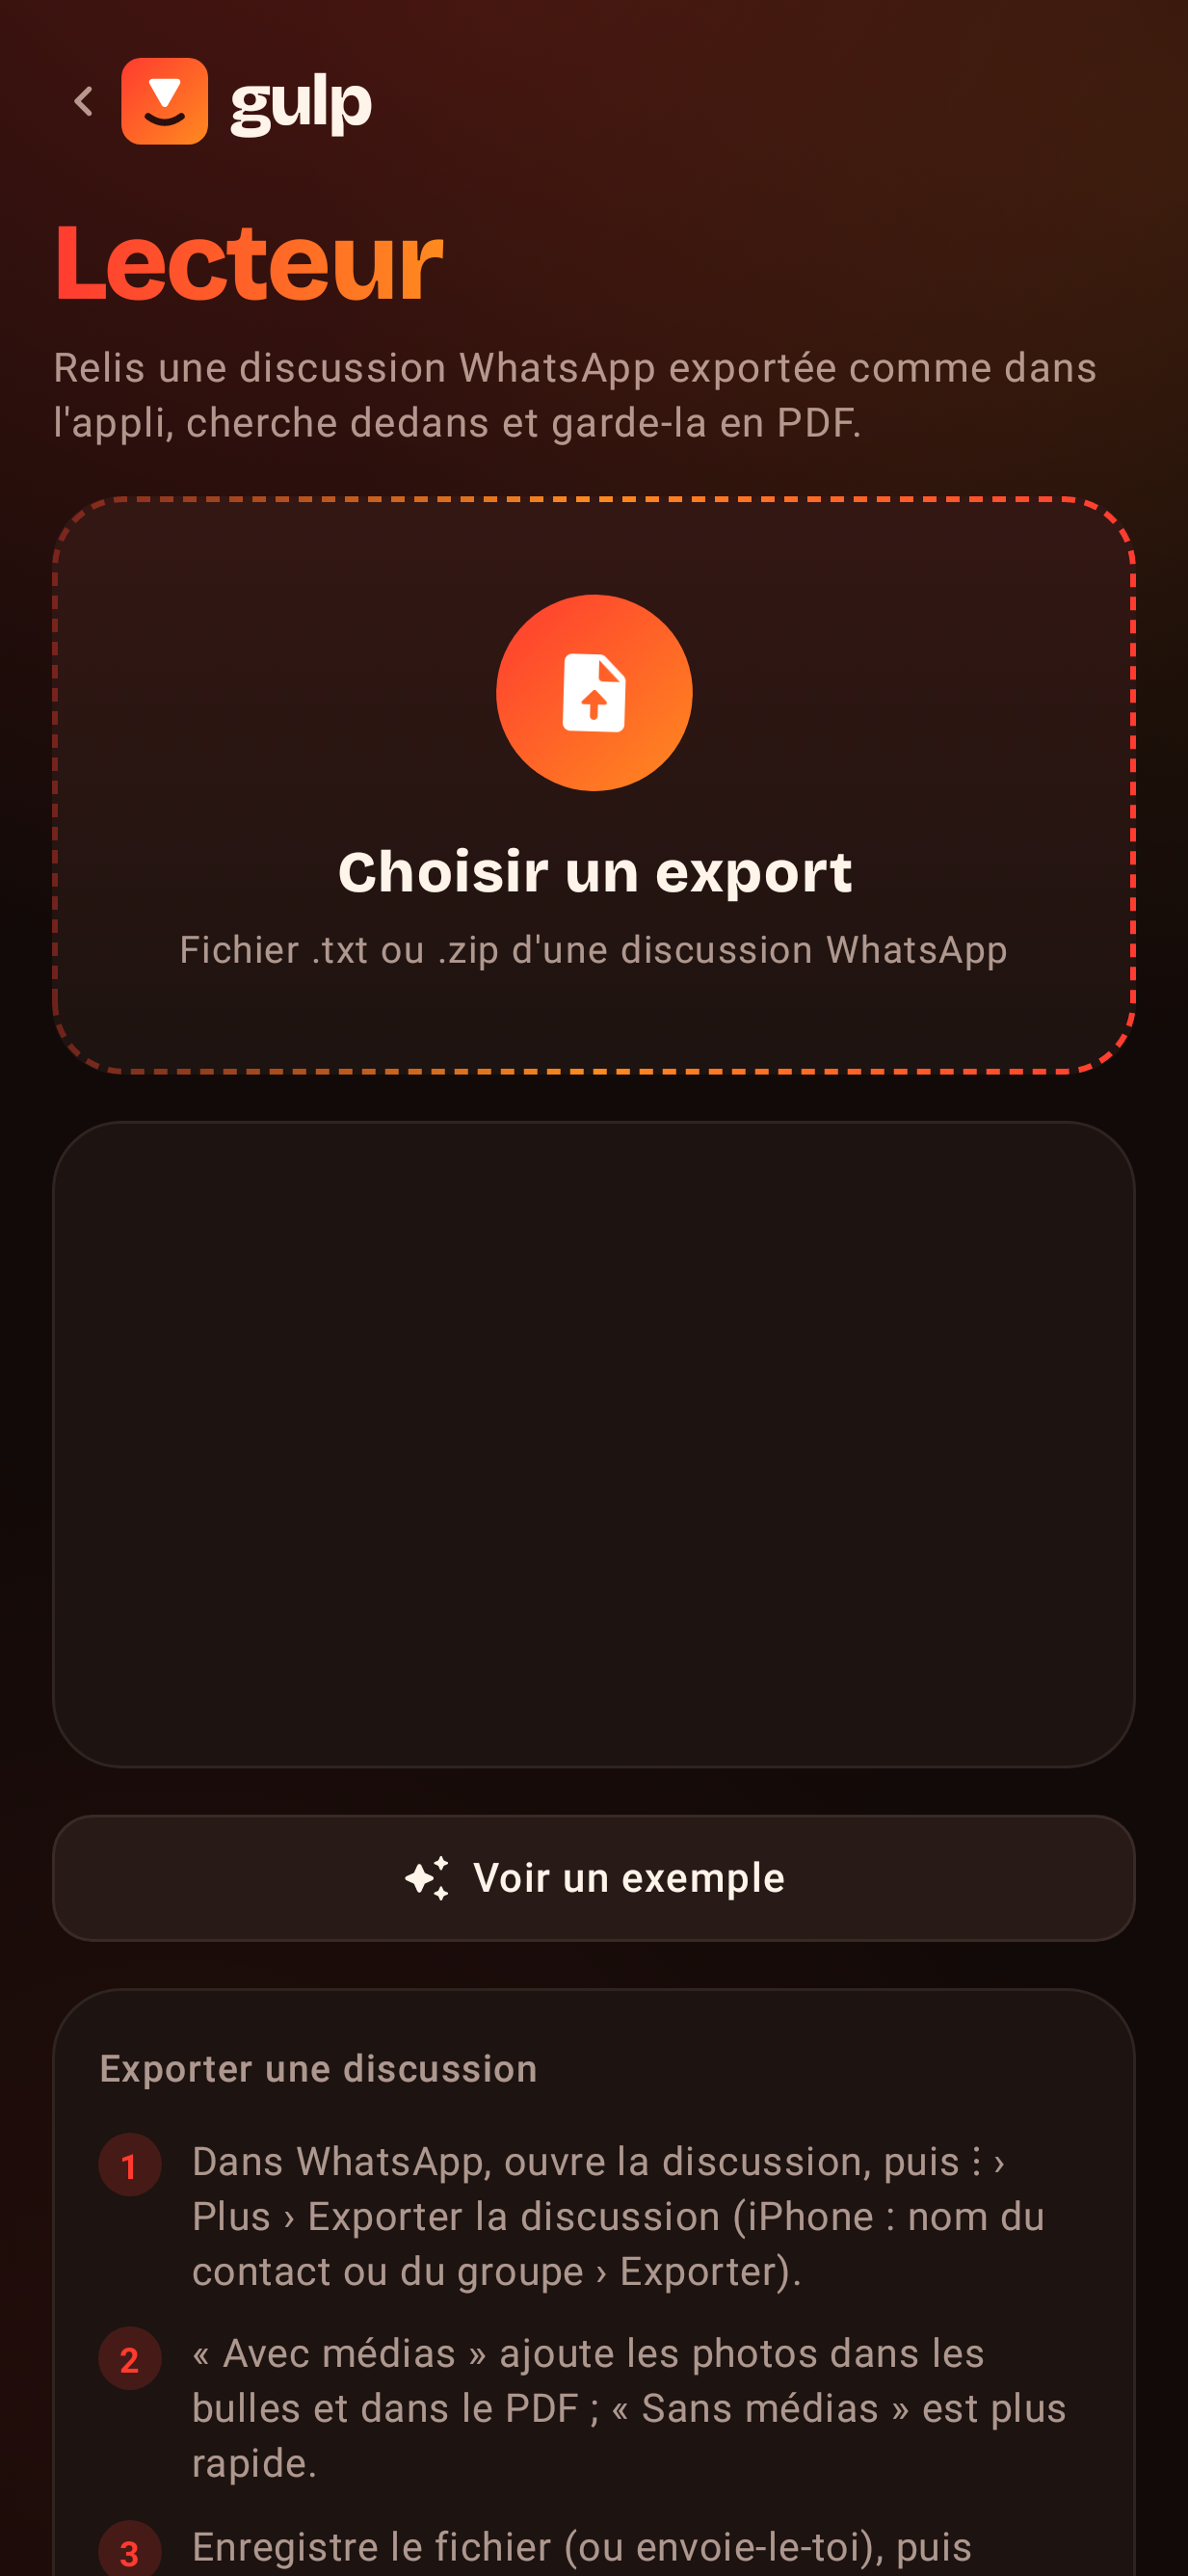 gulp
Lecteur
Relis une discussion WhatsApp exportée comme dans
l'appli, cherche dedans et garde-la en PDF.
Choisir un export
Fichier .txt ou .zip d'une discussion WhatsApp
Voir un exemple
Exporter une discussion
1 Dans WhatsApp, ouvre la discussion, puis ⋮ ›
Plus › Exporter la discussion (iPhone : nom du
contact ou du groupe › Exporter).
2 « Avec médias » ajoute les photos dans les
bulles et dans le PDF ; « Sans médias » est plus
rapide.
3 Enregistre le fichier (ou envoie-le-toi), puis